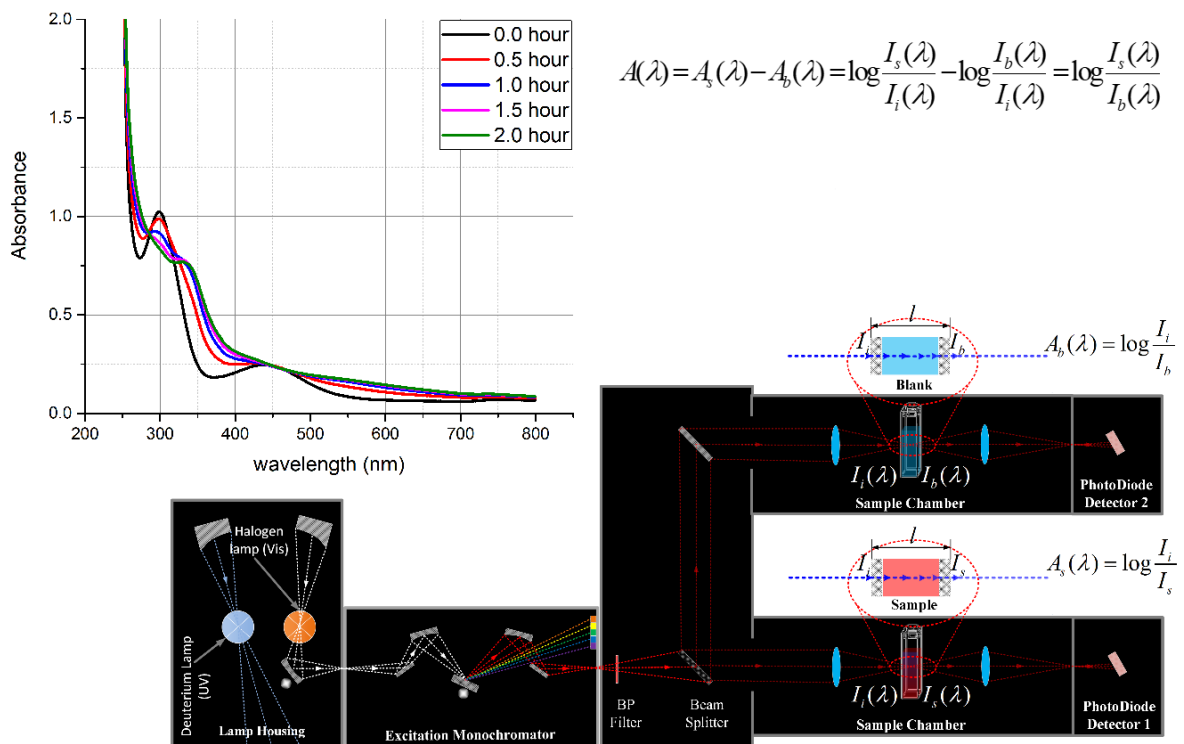 2.0
1.5
1.0
0.5
0.0
Absorbance
200 300 400 500 600 700 800
wavelength (nm)
0.0 hour
0.5 hour
1.0 hour
1.5 hour
2.0 hour
A(λ) = A_s(λ) − A_b(λ) = log I_s(λ)/I_i(λ) − log I_b(λ)/I_i(λ) = log I_s(λ)/I_b(λ)
l
I_i I_b
Blank
A_b(λ) = log I_i/I_b
I_i(λ) I_b(λ)
Sample Chamber
PhotoDiode
Detector 2
l
I_i I_s
Sample
A_s(λ) = log I_i/I_s
I_i(λ) I_s(λ)
Sample Chamber
PhotoDiode
Detector 1
Halogen
lamp (Vis)
Deuterium Lamp
(UV)
Lamp Housing
Excitation Monochromator
BP
Filter
Beam
Splitter